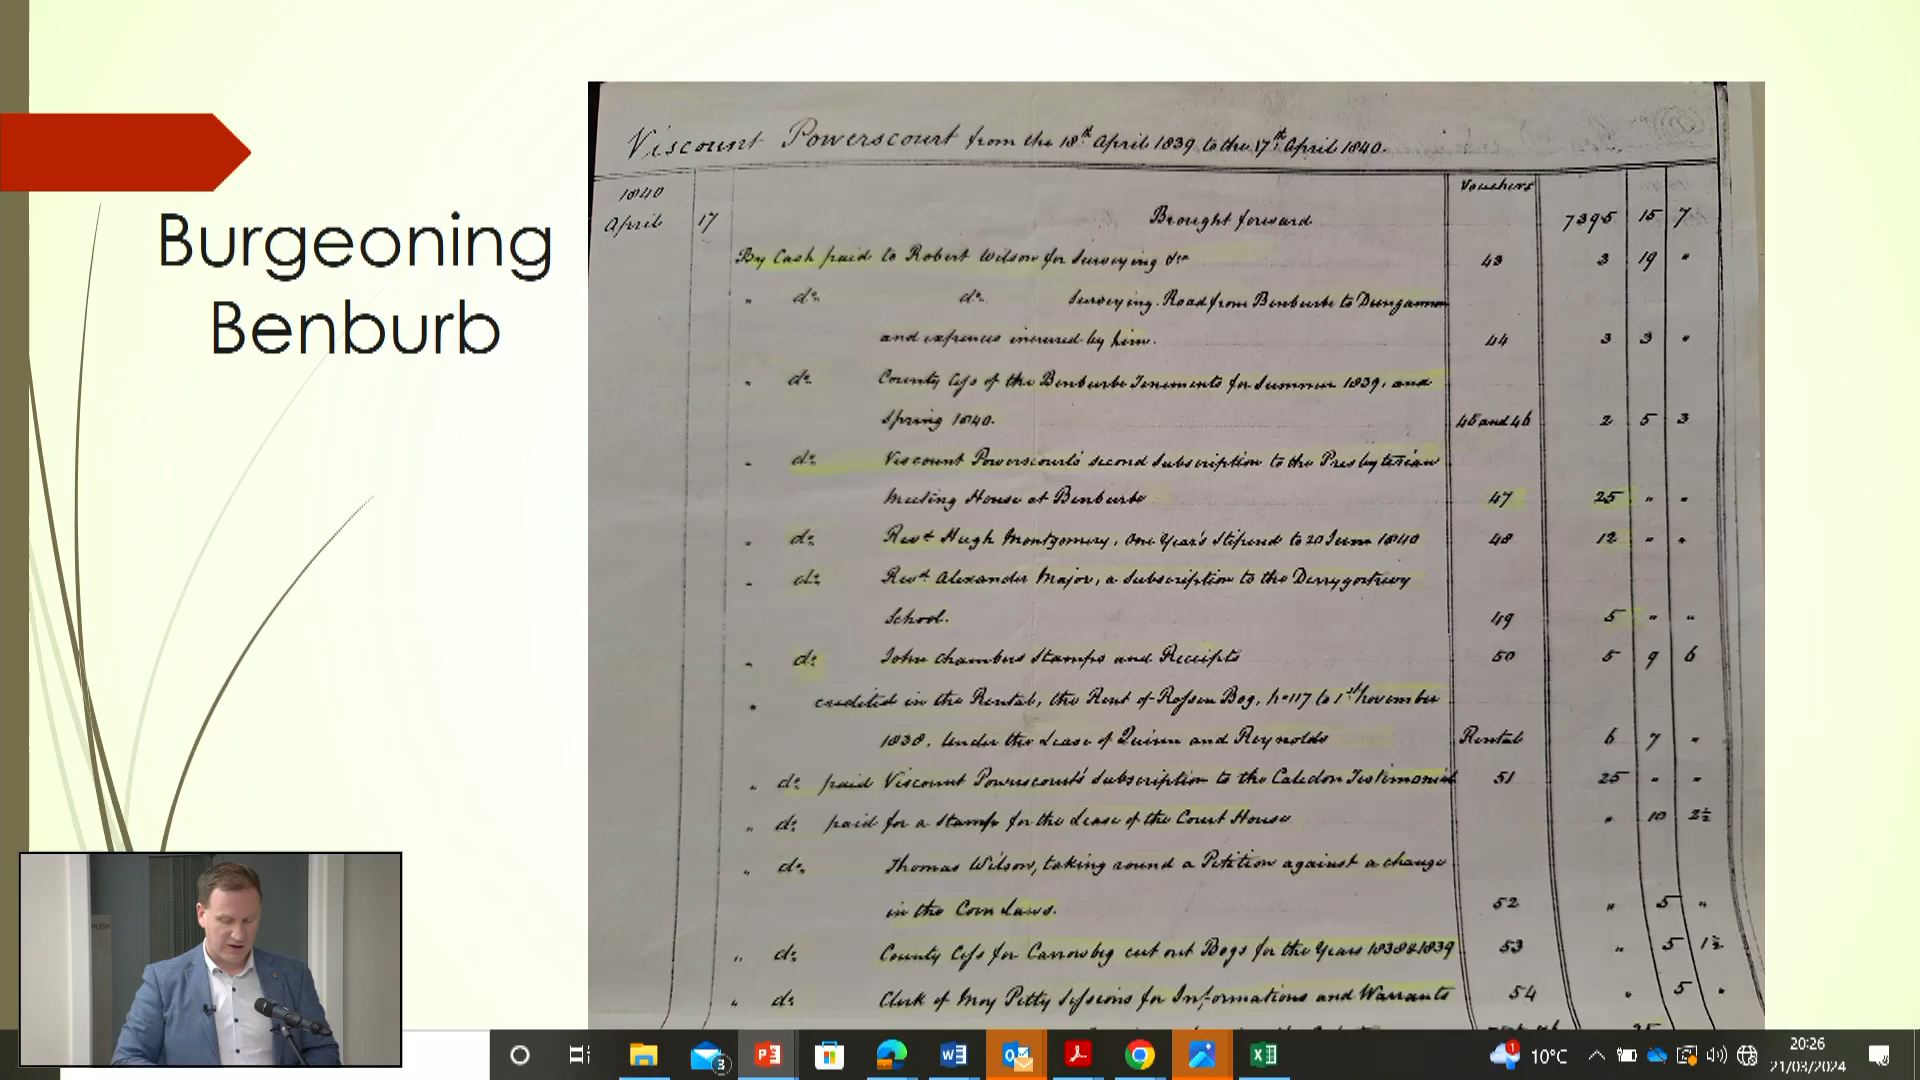 Burgeoning
Benburb
Viscount Powerscourt from the 18th April 1839 to the 17th April 1840.
1840 Vouchers
April 17 Brought forward 7395 15 7
By Cash paid to Robert Wilson for Surveying &c 43 3 19 "
" do. do. Surveying Road from Benburb to Dungannon
and expences incurred by him. 44 3 3 "
" do. County Cess of the Benburb Tenements for Summer 1839, and
Spring 1840. 45 and 46 2 5 3
" do. Viscount Powerscourt's second Subscription to the Presbyterian
Meeting House at Benburb 47 25 " "
" do. Revd. Hugh Montgomery, One Year's Stipend to 20 June 1840 48 12 " "
" do. Revd. Alexander Major, a Subscription to the Derrygortrevy
School. 49 5 " "
" do. John Chambers Stamps and Receipts 50 5 9 6
" credited in the Rental, the Rent of Bog, No 117 to 1st November
1838. Under the Lease of Quinn and Reynolds Rental 6 7 "
" do. paid Viscount Powerscourt's Subscription to the Caledon Testimonial 51 25 " "
" do. paid for a Stamp for the Lease of the Court House " 10 2½
" do. Thomas Wilson, taking round a Petition against a change
in the Corn Laws. 52 " 5 "
" do. County Cess for Carrowbeg cut out Bogs for the Years 1838 & 1839 53 " 5 1½
" do. Clerk of Moy Petty Sessions for Informations and Warrants 54 " 5 "
PUSH
3
1
10°C
20:26
21/03/2024